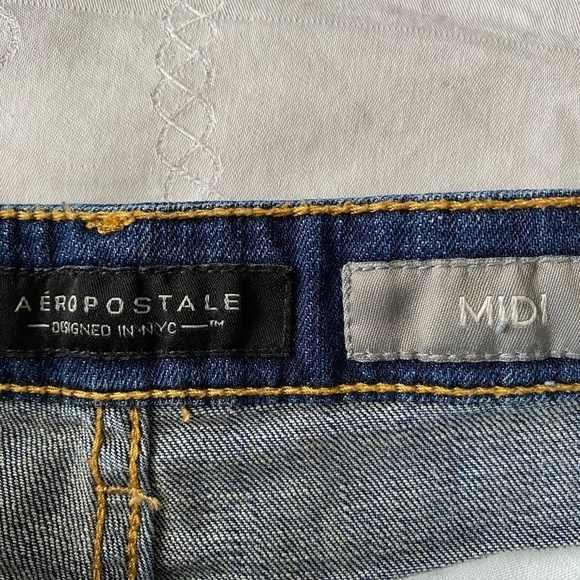 AÉROPOSTALE
— DESIGNED IN NYC —™
MIDI